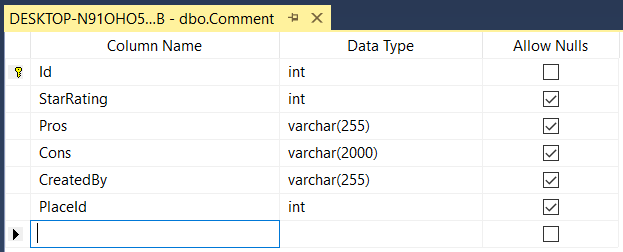 DESKTOP-N91OHO5...B - dbo.Comment
Column Name Data Type Allow Nulls
Id int
StarRating int
Pros varchar(255)
Cons varchar(2000)
CreatedBy varchar(255)
PlaceId int